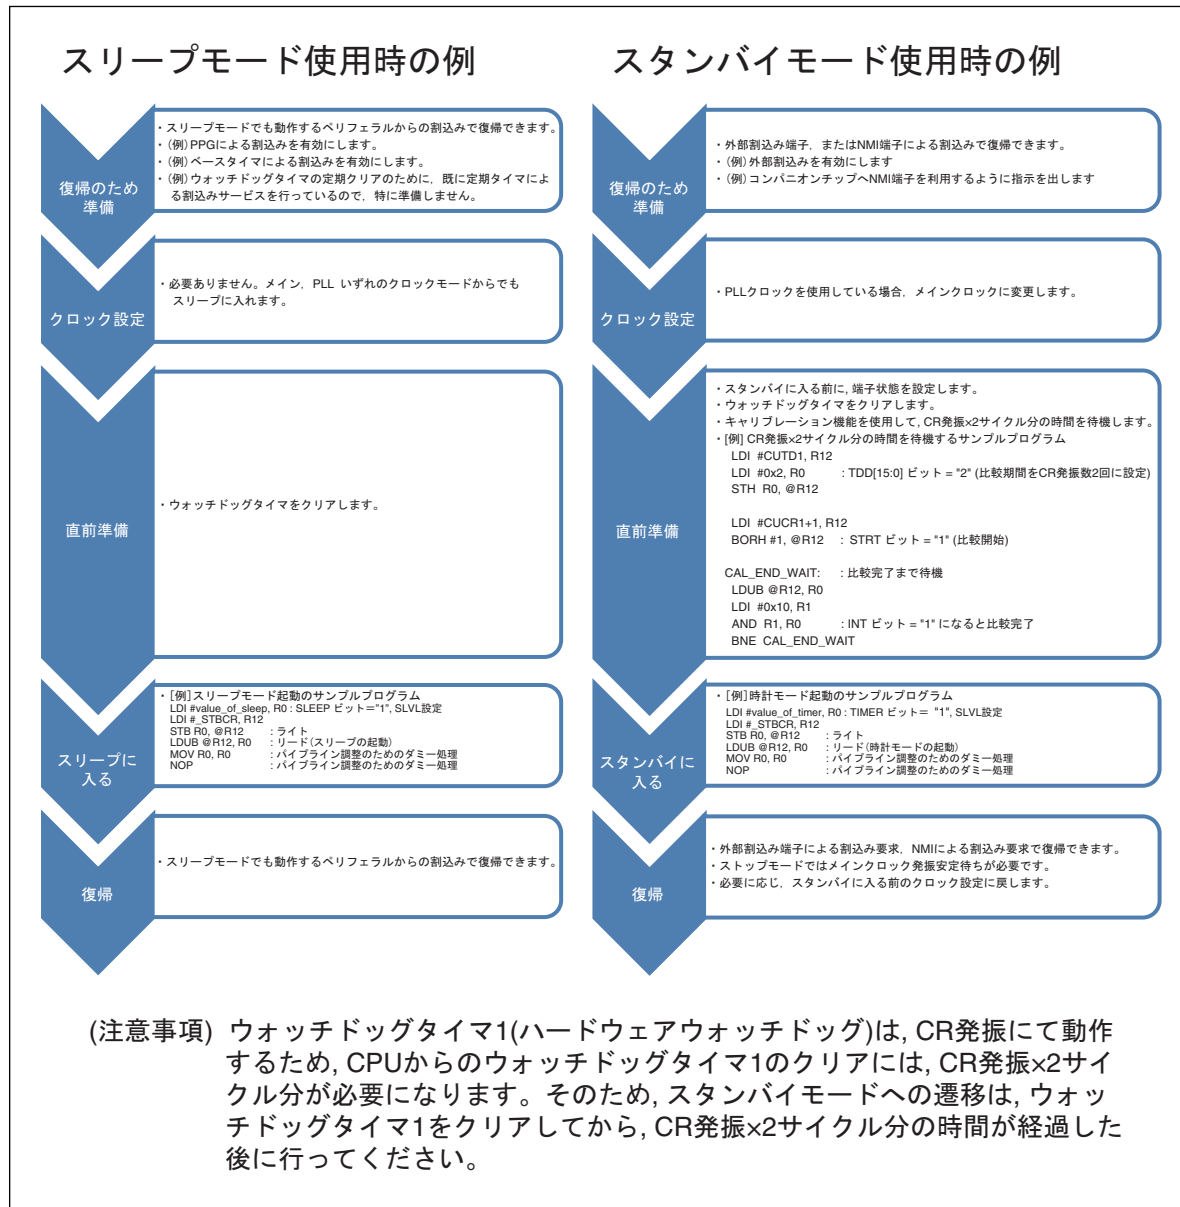 スリープモード使用時の例
復帰のため
準備
・スリープモードでも動作するペリフェラルからの割込みで復帰できます。
・(例)PPGによる割込みを有効にします。
・(例)ベースタイマによる割込みを有効にします。
・(例)ウォッチドッグタイマの定期クリアのために, 既に定期タイマによ
る割込みサービスを行っているので, 特に準備しません。
クロック設定
・必要ありません。メイン, PLL いずれのクロックモードからでも
スリープに入れます。
直前準備
・ウォッチドッグタイマをクリアします。
スリープに
入る
・[例]スリープモード起動のサンプルプログラム
LDI #value_of_sleep, R0 : SLEEP ビット="1", SLVL設定
LDI #_STBCR, R12
STB R0, @R12 : ライト
LDUB @R12, R0 : リード(スリープの起動)
MOV R0, R0 : パイプライン調整のためのダミー処理
NOP : パイプライン調整のためのダミー処理
復帰
・スリープモードでも動作するペリフェラルからの割込みで復帰できます。
スタンバイモード使用時の例
復帰のため
準備
・外部割込み端子, またはNMI端子による割込みで復帰できます。
・(例)外部割込みを有効にします
・(例)コンパニオンチップへNMI端子を利用するように指示を出します
クロック設定
・PLLクロックを使用している場合, メインクロックに変更します。
直前準備
・スタンバイに入る前に, 端子状態を設定します。
・ウォッチドッグタイマをクリアします。
・キャリブレーション機能を使用して, CR発振×2サイクル分の時間を待機します。
・[例] CR発振×2サイクル分の時間を待機するサンプルプログラム
LDI #CUTD1, R12
LDI #0x2, R0 : TDD[15:0] ビット = "2" (比較期間をCR発振数2回に設定)
STH R0, @R12
LDI #CUCR1+1, R12
BORH #1, @R12 : STRT ビット = "1" (比較開始)
CAL_END_WAIT: : 比較完了まで待機
LDUB @R12, R0
LDI #0x10, R1
AND R1, R0 : INT ビット = "1" になると比較完了
BNE CAL_END_WAIT
スタンバイに
入る
・[例]時計モード起動のサンプルプログラム
LDI #value_of_timer, R0 : TIMER ビット= "1", SLVL設定
LDI #_STBCR, R12
STB R0, @R12 : ライト
LDUB @R12, R0 : リード(時計モードの起動)
MOV R0, R0 : パイプライン調整のためのダミー処理
NOP : パイプライン調整のためのダミー処理
復帰
・外部割込み端子による割込み要求, NMIによる割込み要求で復帰できます。
・ストップモードではメインクロック発振安定待ちが必要です。
・必要に応じ, スタンバイに入る前のクロック設定に戻します。
(注意事項) ウォッチドッグタイマ1(ハードウェアウォッチドッグ)は, CR発振にて動作
するため, CPUからのウォッチドッグタイマ1のクリアには, CR発振×2サイ
クル分が必要になります。そのため, スタンバイモードへの遷移は, ウォッ
チドッグタイマ1をクリアしてから, CR発振×2サイクル分の時間が経過した
後に行ってください。